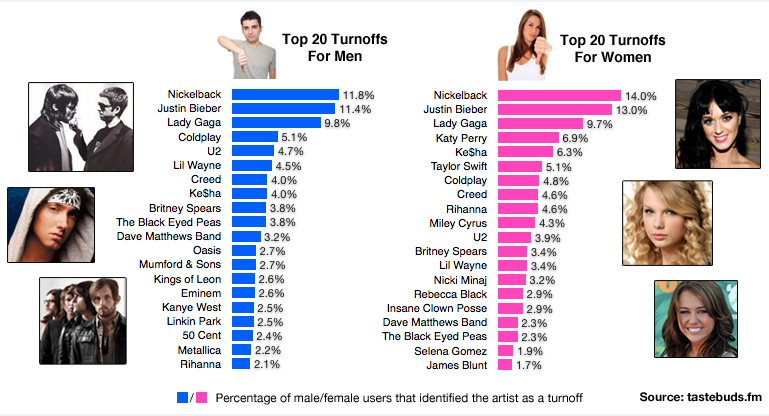 Top 20 Turnoffs
For Men
Nickelback 11.8%
Justin Bieber 11.4%
Lady Gaga 9.8%
Coldplay 5.1%
U2 4.7%
Lil Wayne 4.5%
Creed 4.0%
Ke$ha 4.0%
Britney Spears 3.8%
The Black Eyed Peas 3.8%
Dave Matthews Band 3.2%
Oasis 2.7%
Mumford & Sons 2.7%
Kings of Leon 2.6%
Eminem 2.6%
Kanye West 2.5%
Linkin Park 2.5%
50 Cent 2.4%
Metallica 2.2%
Rihanna 2.1%
Top 20 Turnoffs
For Women
Nickelback 14.0%
Justin Bieber 13.0%
Lady Gaga 9.7%
Katy Perry 6.9%
Ke$ha 6.3%
Taylor Swift 5.1%
Coldplay 4.8%
Creed 4.6%
Rihanna 4.6%
Miley Cyrus 4.3%
U2 3.9%
Britney Spears 3.4%
Lil Wayne 3.4%
Nicki Minaj 3.2%
Rebecca Black 2.9%
Insane Clown Posse 2.9%
Dave Matthews Band 2.3%
The Black Eyed Peas 2.3%
Selena Gomez 1.9%
James Blunt 1.7%
/ Percentage of male/female users that identified the artist as a turnoff
Source: tastebuds.fm